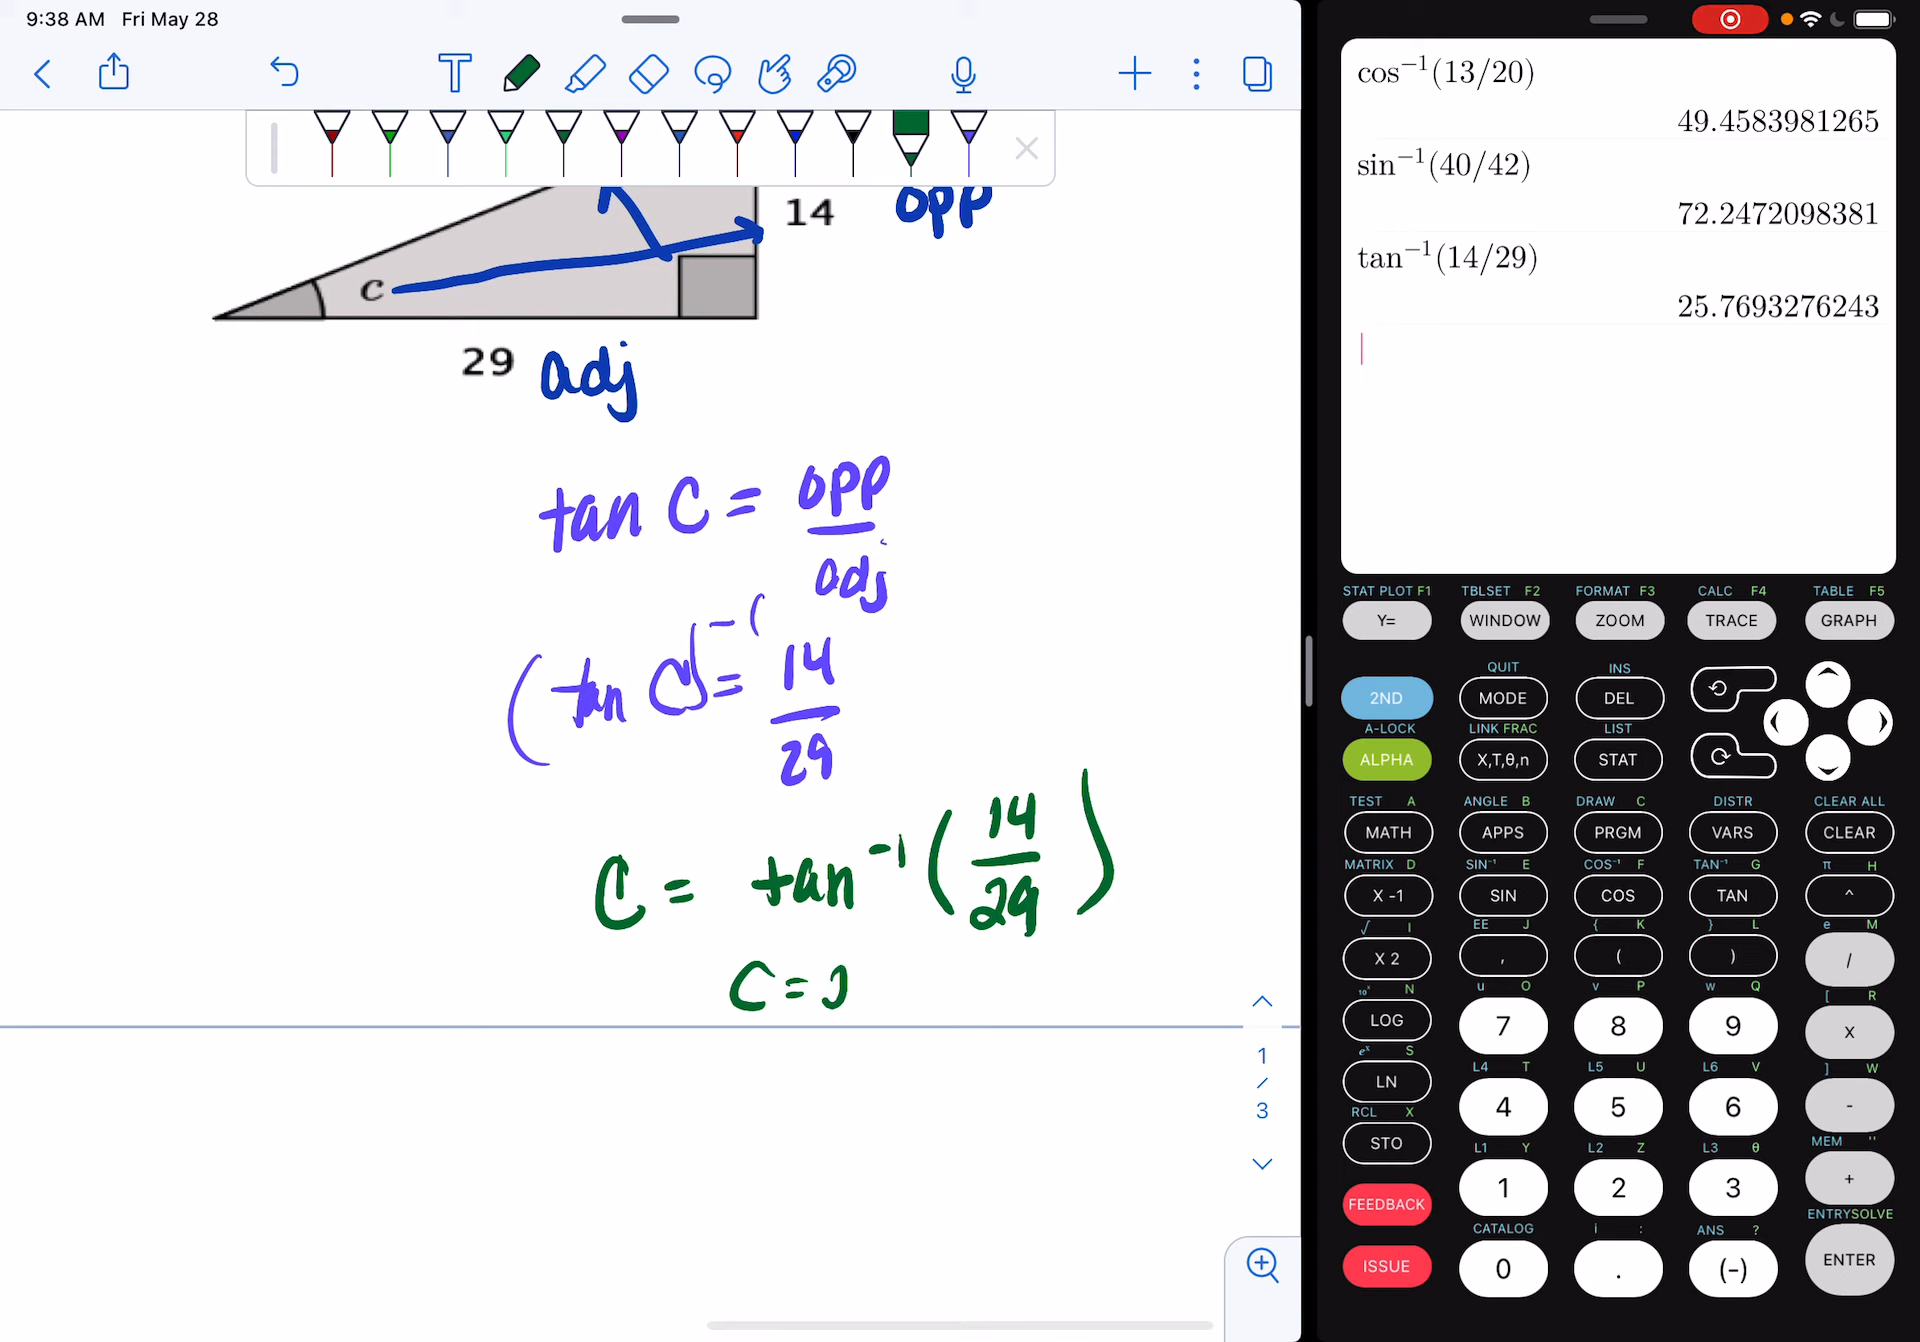 9:38 AM Fri May 28
14 opp
c
29 adj
tan C = opp
adj
(tan C)⁻¹ = 14
29
C = tan⁻¹ (14
29)
C =
1
/
3
cos⁻¹(13/20)
49.4583981265
sin⁻¹(40/42)
72.2472098381
tan⁻¹(14/29)
25.7693276243
STAT PLOT F1 TBLSET F2 FORMAT F3 CALC F4 TABLE F5
Y= WINDOW ZOOM TRACE GRAPH
QUIT INS
2ND MODE DEL
A-LOCK LINK FRAC LIST
ALPHA X,T,θ,n STAT
TEST A ANGLE B DRAW C DISTR CLEAR ALL
MATH APPS PRGM VARS CLEAR
MATRIX D SIN⁻¹ E COS⁻¹ F TAN⁻¹ G π H
X -1 SIN COS TAN ^
√ I EE J { K } L e M
X 2 , ( ) /
10ˣ N u O v P w Q [ R
LOG 7 8 9 x
eˣ S L4 T L5 U L6 V ] W
LN 4 5 6 -
RCL X L1 Y L2 Z L3 θ MEM "
STO 1 2 3 +
FEEDBACK CATALOG i : ANS ? ENTRY SOLVE
ISSUE 0 . (-) ENTER